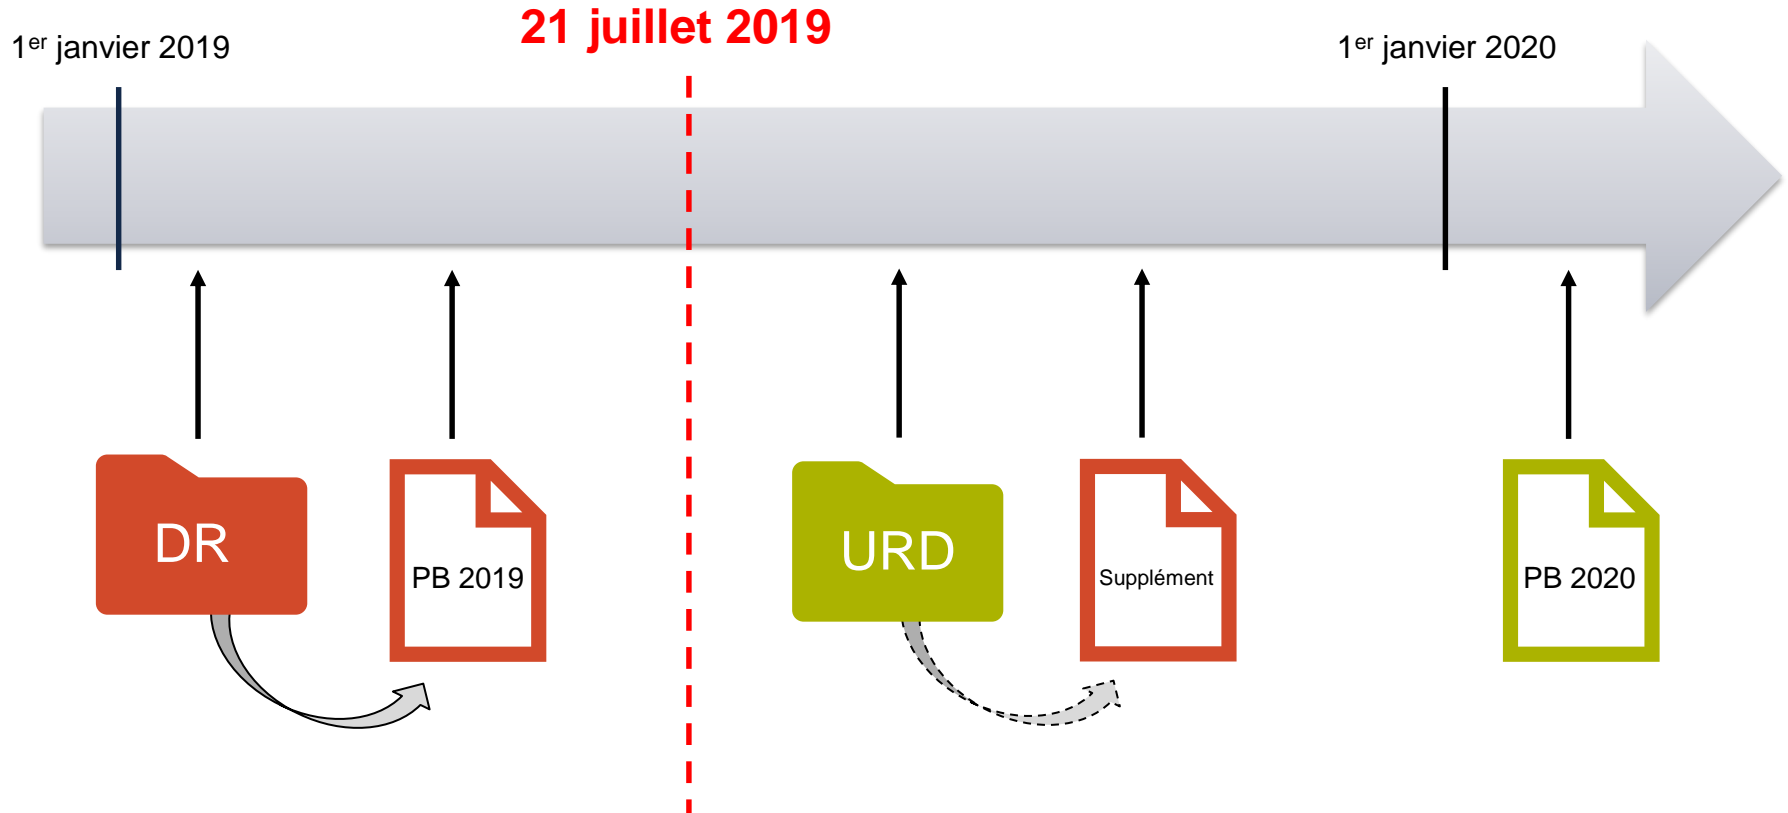 21 juillet 2019
1er janvier 2019
1er janvier 2020
DR
PB 2019
URD
Supplément
PB 2020